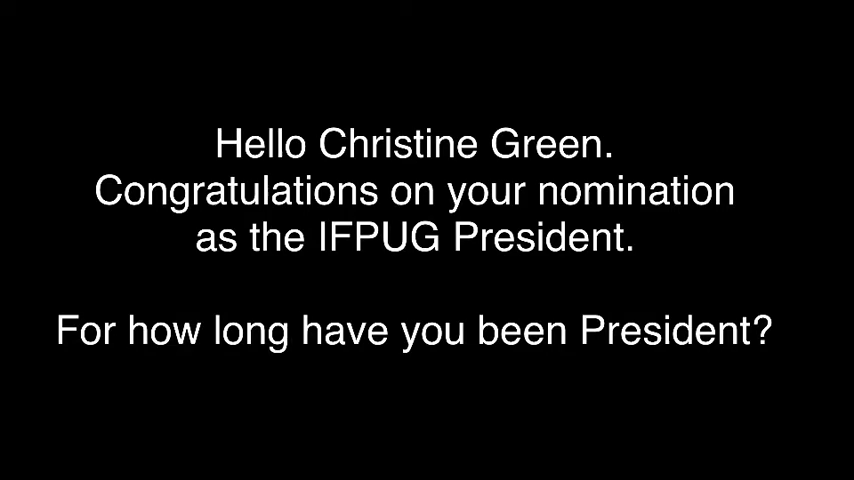 Hello Christine Green.
Congratulations on your nomination
as the IFPUG President.
For how long have you been President?